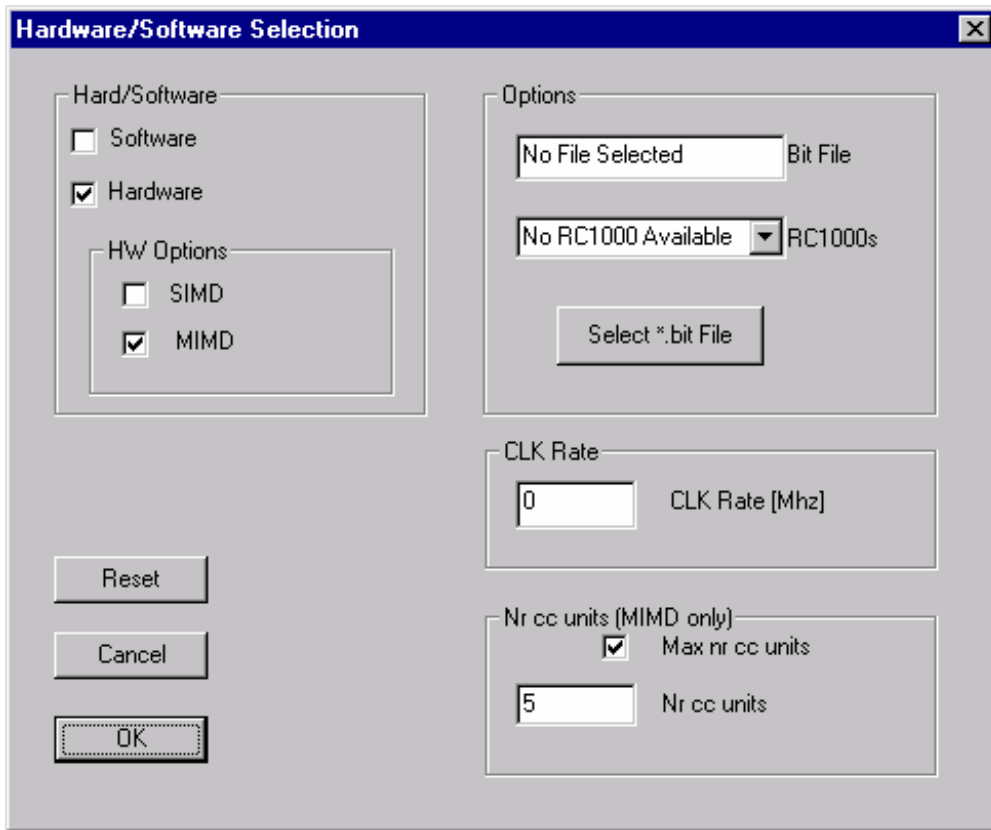 Hardware/Software Selection
Hard/Software
Software
Hardware
HW Options
SIMD
MIMD
Options
No File Selected Bit File
No RC1000 Available RC1000s
Select *.bit File
CLK Rate
0 CLK Rate [Mhz]
Nr cc units (MIMD only)
Max nr cc units
5 Nr cc units
Reset
Cancel
OK